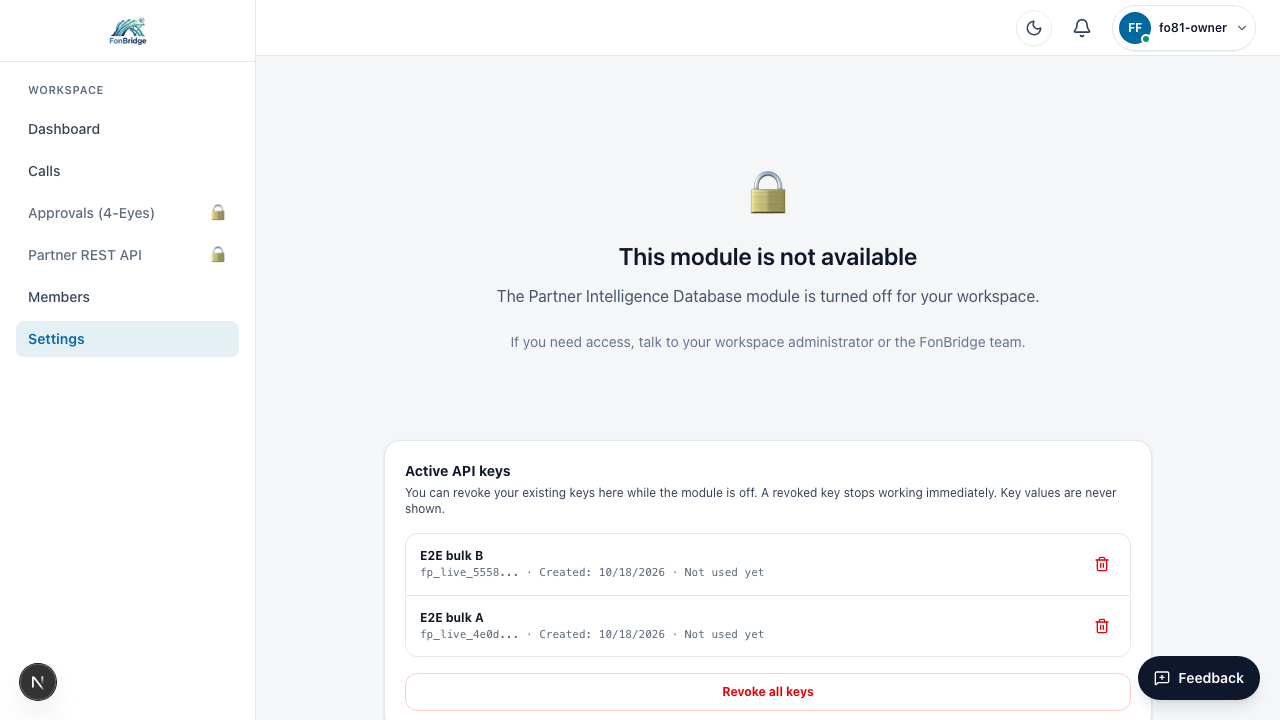 FonBridge
FF
fo81-owner
WORKSPACE
Dashboard
Calls
Approvals (4-Eyes)
Partner REST API
Members
Settings
This module is not available
The Partner Intelligence Database module is turned off for your workspace.
If you need access, talk to your workspace administrator or the FonBridge team.
Active API keys
You can revoke your existing keys here while the module is off. A revoked key stops working immediately. Key values are never
shown.
E2E bulk B
fp_live_5558... · Created: 10/18/2026 · Not used yet
E2E bulk A
fp_live_4e0d... · Created: 10/18/2026 · Not used yet
Revoke all keys
N
Feedback